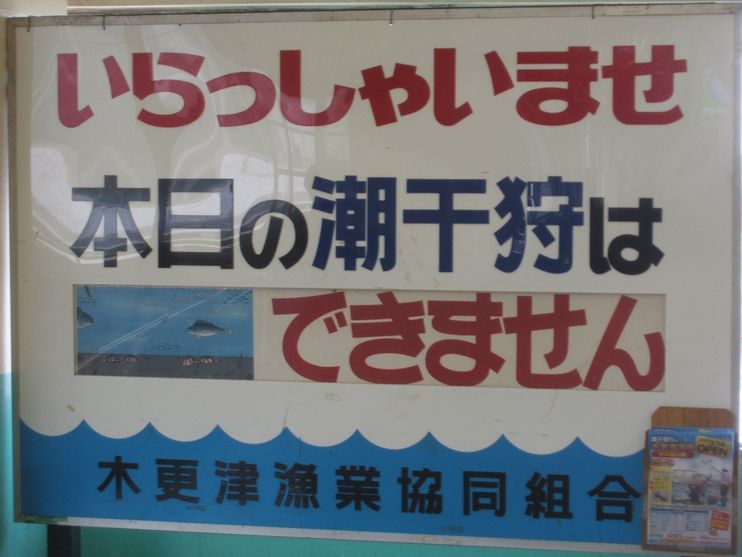 いらっしゃいませ
本日の潮干狩は
できません
木更津漁業協同組合
OPEN